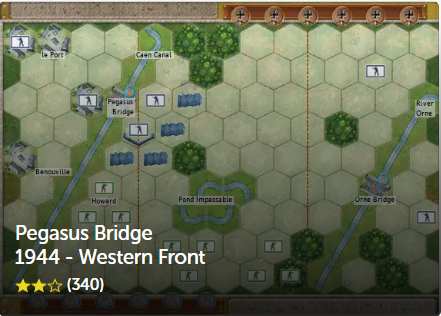 le Port
Caen Canal
Pegasus
Bridge
River
Orne
Benouville
Howard
Pond Impassable
Orne Bridge
Pegasus Bridge
1944 - Western Front
(340)